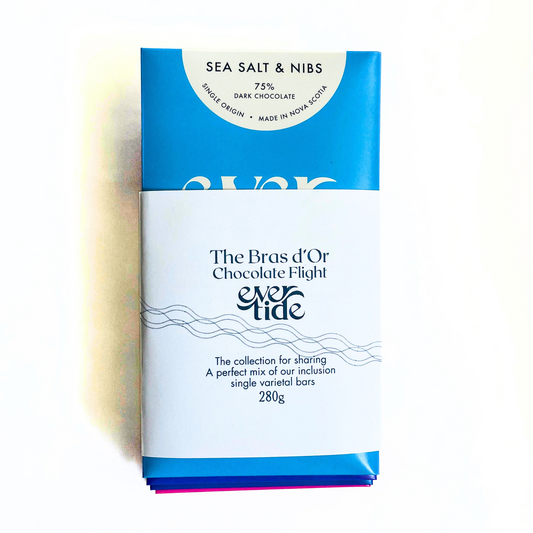 SEA SALT & NIBS
75%
DARK CHOCOLATE
SINGLE ORIGIN • MADE IN NOVA SCOTIA
ever
The Bras d'Or
Chocolate Flight
ever
tide
The collection for sharing
A perfect mix of our inclusion
single varietal bars
280g